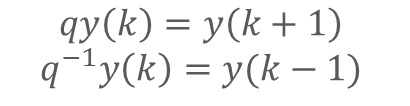 qy(k) = y(k + 1)
q⁻¹y(k) = y(k − 1)